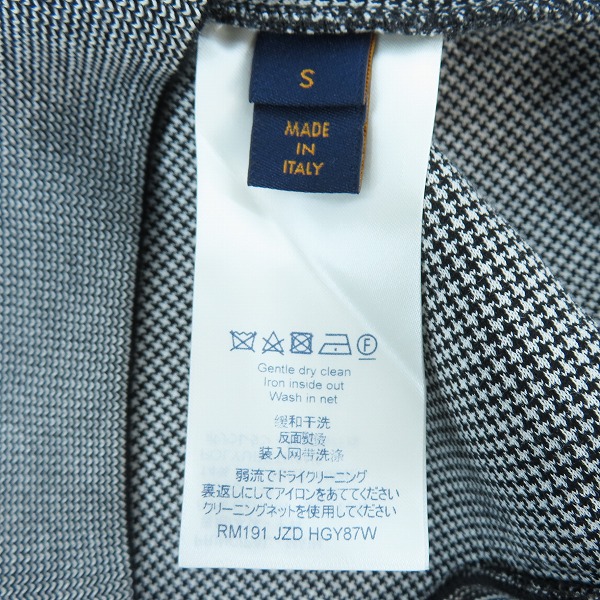 S
MADE
IN
ITALY
F
Gentle dry clean
Iron inside out
Wash in net
缓和干洗
反面熨烫
装入网带洗涤
弱流でドライクリーニング
裏返しにしてアイロンをあててください
クリーニングネットを使用してください
RM191 JZD HGY87W